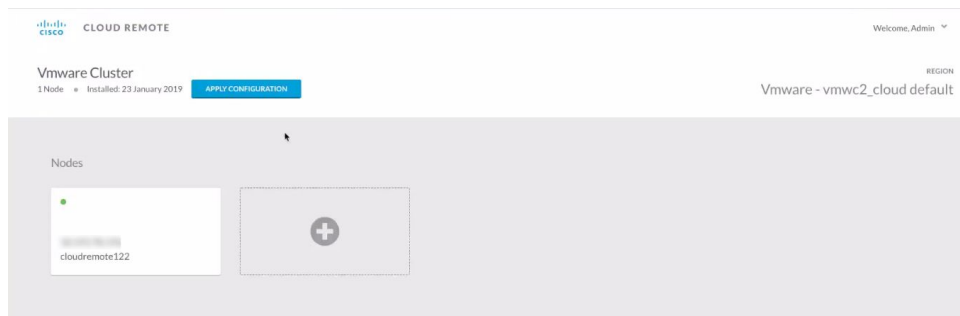 CISCO CLOUD REMOTE
Welcome, Admin
Vmware Cluster
1 Node Installed: 23 January 2019 APPLY CONFIGURATION
REGION
Vmware - vmwc2_cloud default
Nodes
cloudremote122